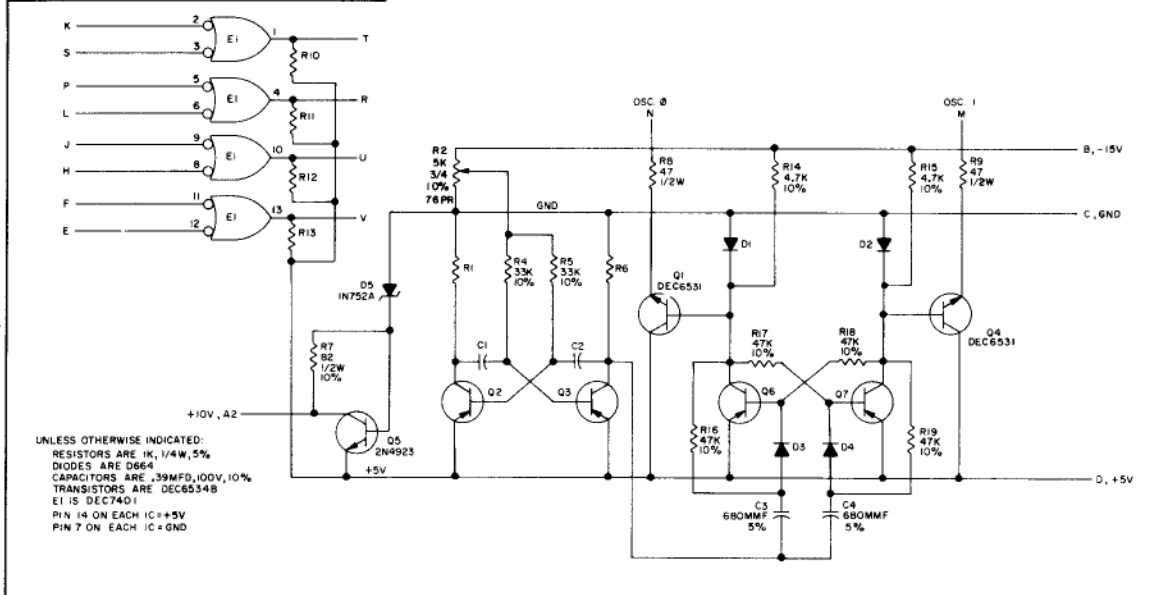 K
2
E1
1
T
S
3
R10
P
5
E1
4
R
L
6
R11
J
9
E1
10
U
H
8
R12
F
11
E1
13
V
E
12
R13
OSC. 0
N
OSC. 1
M
R2
5K
3/4
10%
76PR
R8
47
1/2W
R14
4.7K
10%
R15
4.7K
10%
R9
47
1/2W
B, -15V
GND
C, GND
D1
D2
R1
R4
33K
10%
R5
33K
10%
R6
Q1
DEC6531
Q4
DEC6531
D5
1N752A
R7
82
1/2W
10%
C1
C2
Q2
Q3
R17
47K
10%
R18
47K
10%
Q6
Q7
R16
47K
10%
D3
D4
R19
47K
10%
+10V, A2
Q5
2N4923
+5V
D, +5V
C3
680MMF
5%
C4
680MMF
5%
UNLESS OTHERWISE INDICATED:
RESISTORS ARE 1K, 1/4W, 5%
DIODES ARE D664
CAPACITORS ARE .39MFD, 100V, 10%
TRANSISTORS ARE DEC6534B
E1 IS DEC7401
PIN 14 ON EACH IC = +5V
PIN 7 ON EACH IC = GND